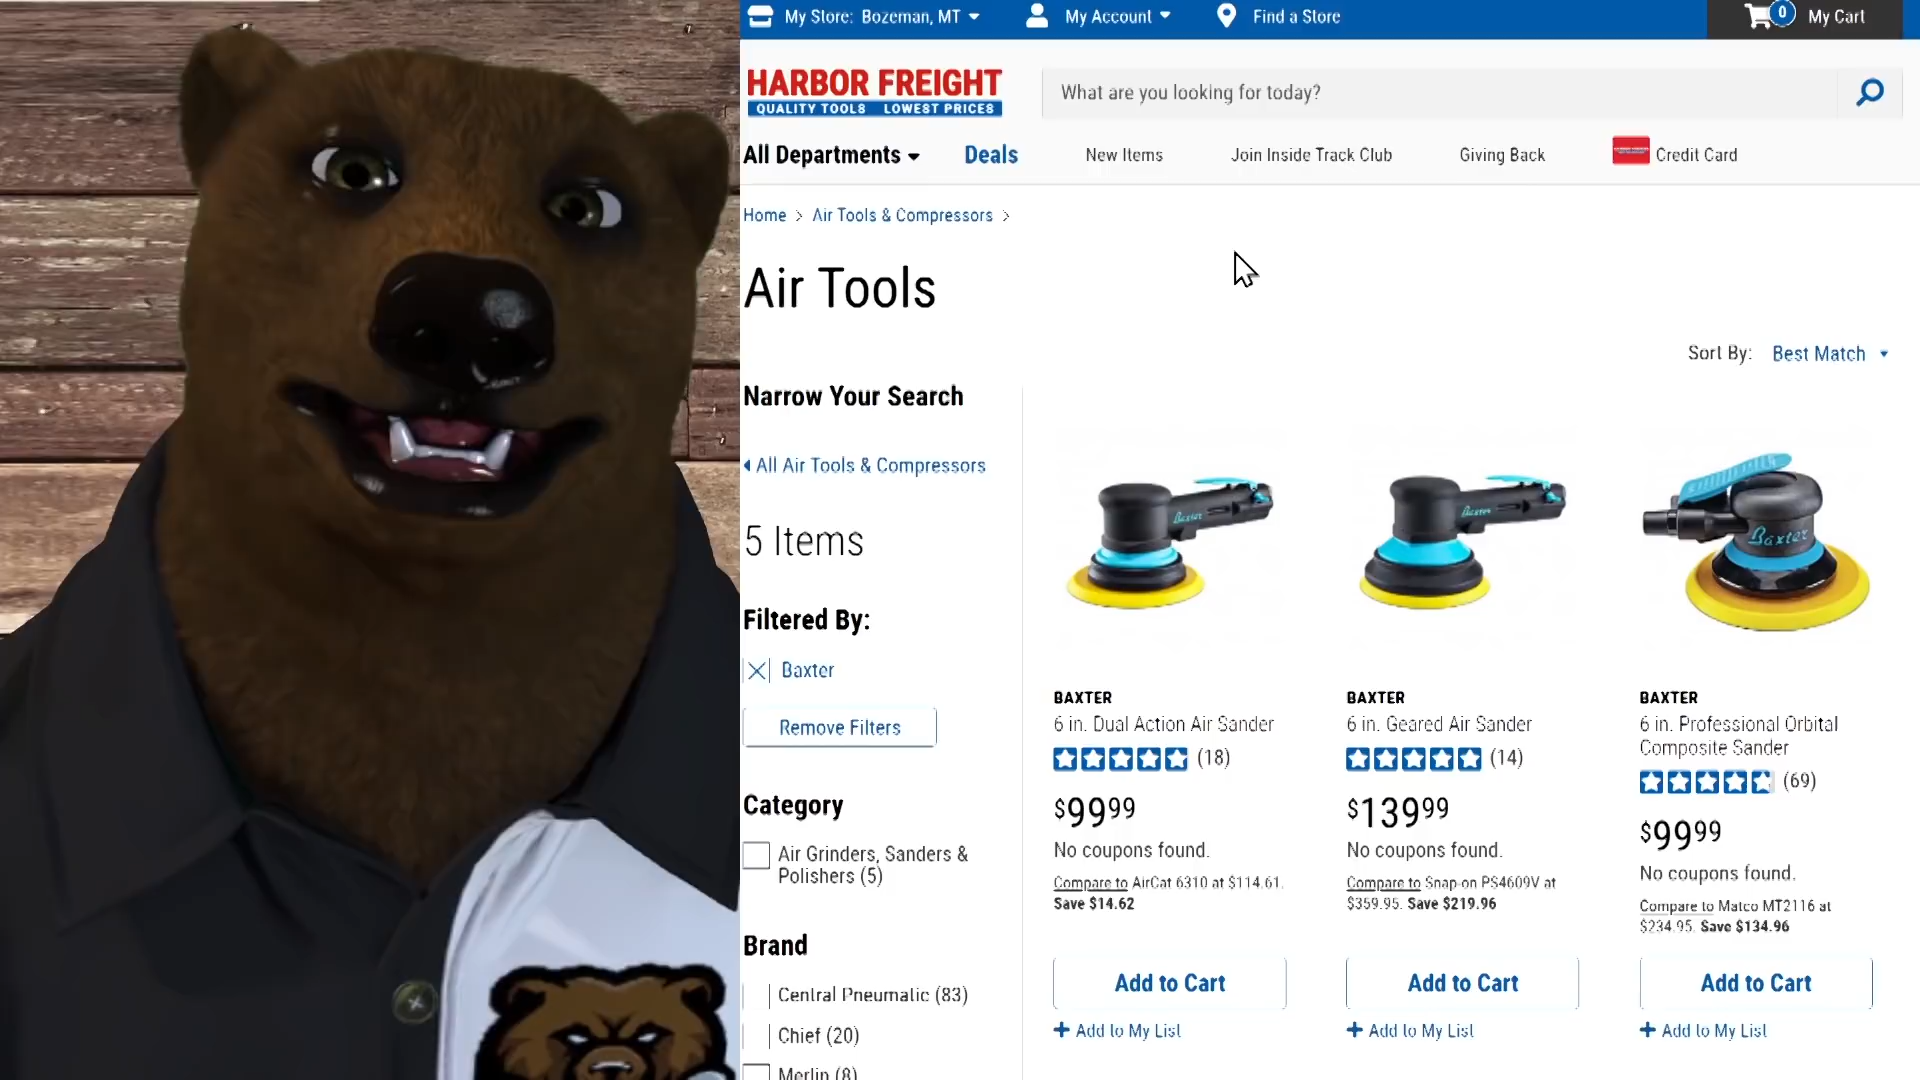 My Store: Bozeman, MT
My Account
Find a Store
0
My Cart
HARBOR FREIGHT
QUALITY TOOLS LOWEST PRICES
What are you looking for today?
All Departments
Deals
New Items
Join Inside Track Club
Giving Back
Credit Card
Home > Air Tools & Compressors >
Air Tools
Sort By: Best Match
Narrow Your Search
All Air Tools & Compressors
5 Items
Filtered By:
Baxter
Remove Filters
Category
Air Grinders, Sanders &
Polishers (5)
Brand
Central Pneumatic (83)
Chief (20)
Merlin (8)
Baxter
BAXTER
6 in. Dual Action Air Sander
(18)
$99 99
No coupons found.
Compare to AirCat 6310 at $114.61.
Save $14.62
Add to Cart
+ Add to My List
Baxter
BAXTER
6 in. Geared Air Sander
(14)
$139 99
No coupons found.
Compare to Snap-on PS4609V at
$359.95. Save $219.96
Add to Cart
+ Add to My List
Baxter
BAXTER
6 in. Professional Orbital
Composite Sander
(69)
$99 99
No coupons found.
Compare to Matco MT2116 at
$234.95. Save $134.96
Add to Cart
+ Add to My List